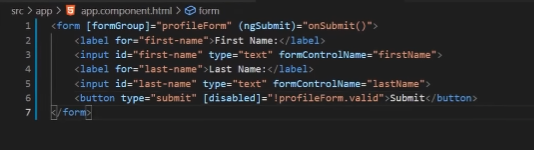 src > app > app.component.html > form
1 <form [formGroup]="profileForm" (ngSubmit)="onSubmit()">
2 <label for="first-name">First Name:</label>
3 <input id="first-name" type="text" formControlName="firstName">
4 <label for="last-name">Last Name:</label>
5 <input id="last-name" type="text" formControlName="lastName">
6 <button type="submit" [disabled]="!profileForm.valid">Submit</button>
7 </form>